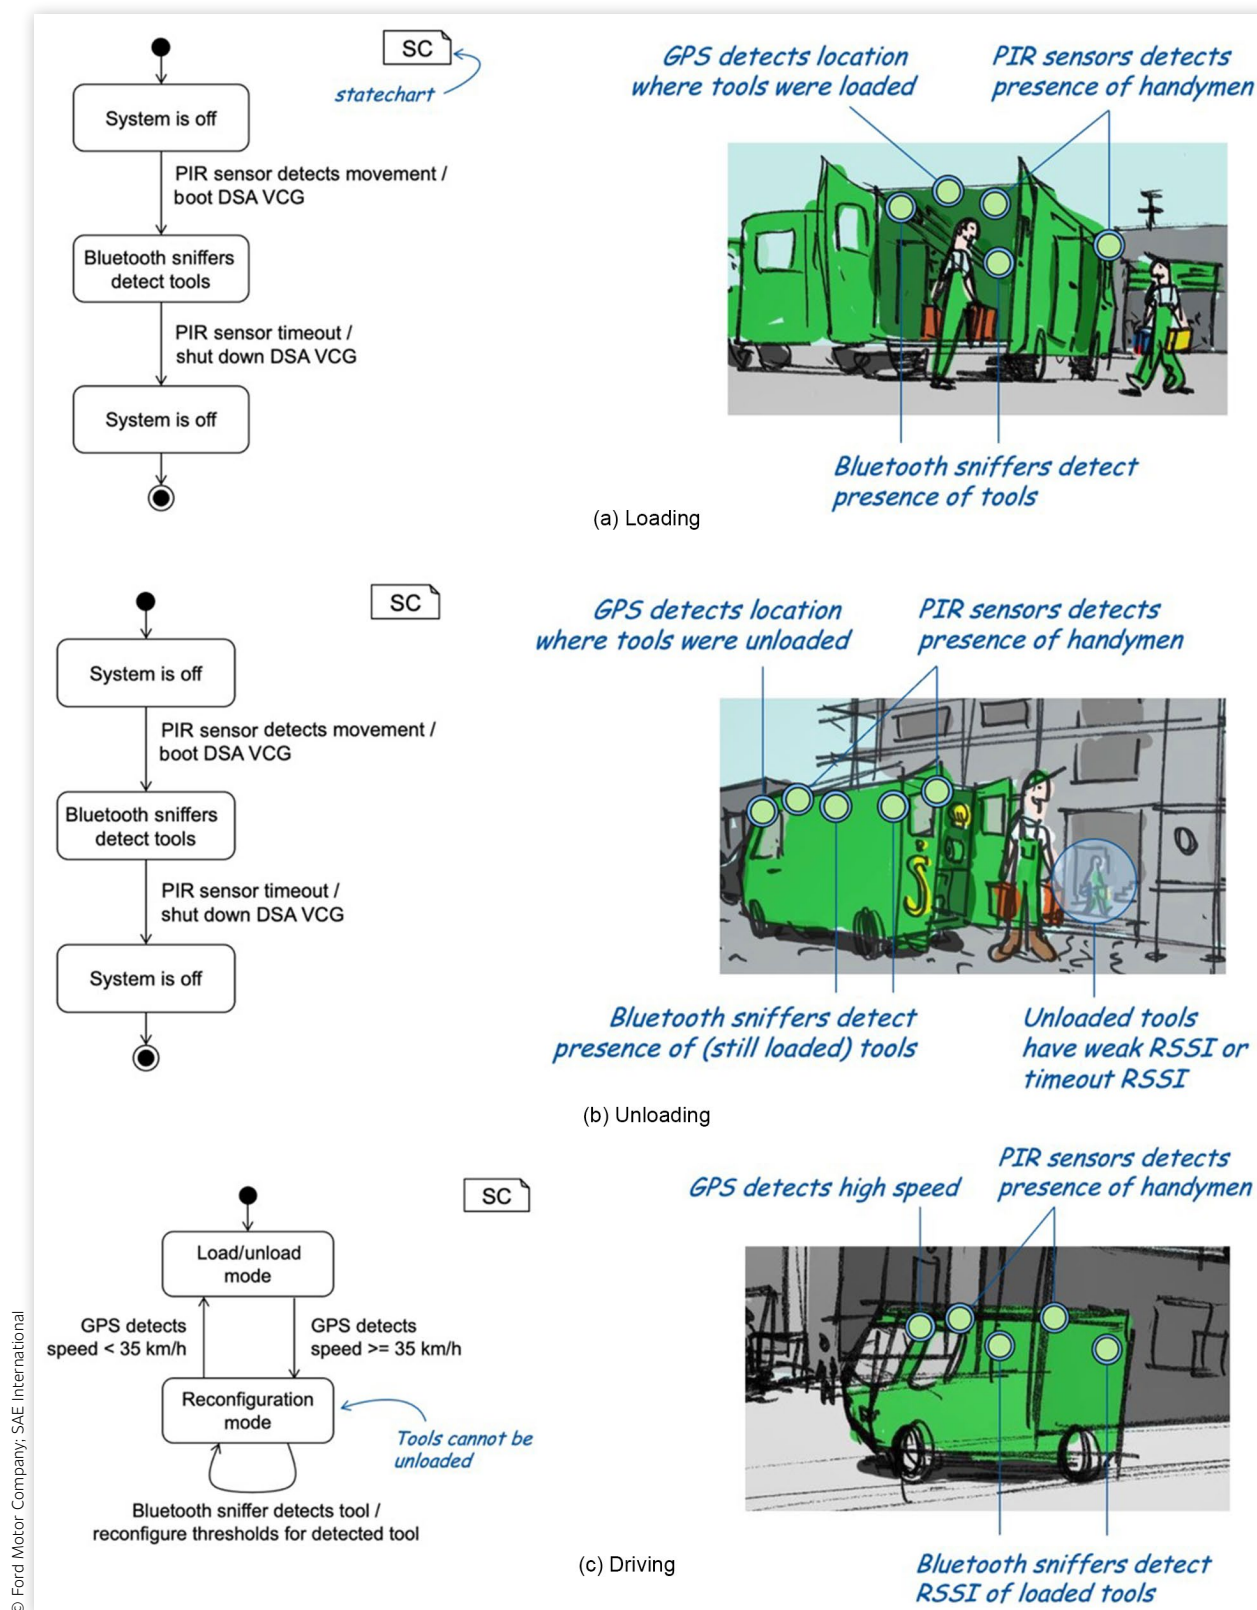 SC
statechart
System is off
PIR sensor detects movement /
boot DSA VCG
Bluetooth sniffers
detect tools
PIR sensor timeout /
shut down DSA VCG
System is off
GPS detects location
where tools were loaded
PIR sensors detects
presence of handymen
Bluetooth sniffers detect
presence of tools
(a) Loading
SC
System is off
PIR sensor detects movement /
boot DSA VCG
Bluetooth sniffers
detect tools
PIR sensor timeout /
shut down DSA VCG
System is off
GPS detects location
where tools were unloaded
PIR sensors detects
presence of handymen
Bluetooth sniffers detect
presence of (still loaded) tools
Unloaded tools
have weak RSSI or
timeout RSSI
(b) Unloading
SC
Load/unload
mode
GPS detects
speed < 35 km/h
GPS detects
speed >= 35 km/h
Reconfiguration
mode
Tools cannot be
unloaded
Bluetooth sniffer detects tool /
reconfigure thresholds for detected tool
GPS detects high speed
PIR sensors detects
presence of handymen
Bluetooth sniffers detect
RSSI of loaded tools
(c) Driving
© Ford Motor Company; SAE International